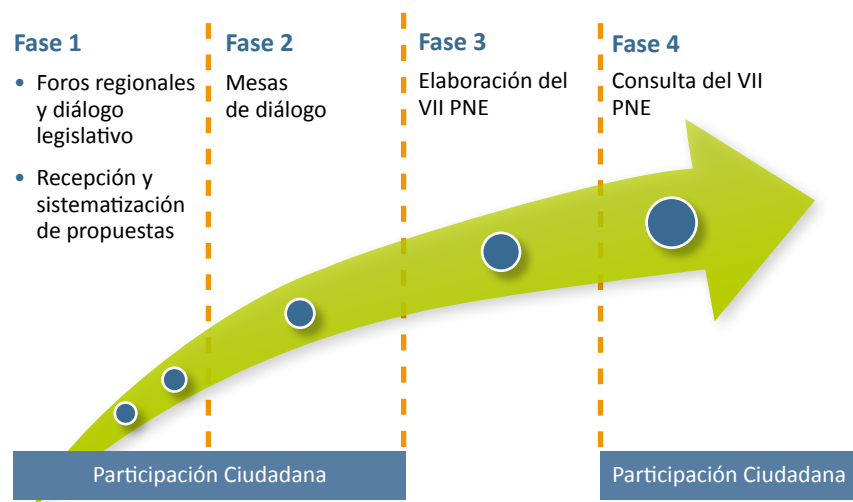 Fase 1
• Foros regionales
y diálogo
legislativo
• Recepción y
sistematización
de propuestas
Fase 2
Mesas
de diálogo
Fase 3
Elaboración del
VII PNE
Fase 4
Consulta del VII
PNE
Participación Ciudadana
Participación Ciudadana